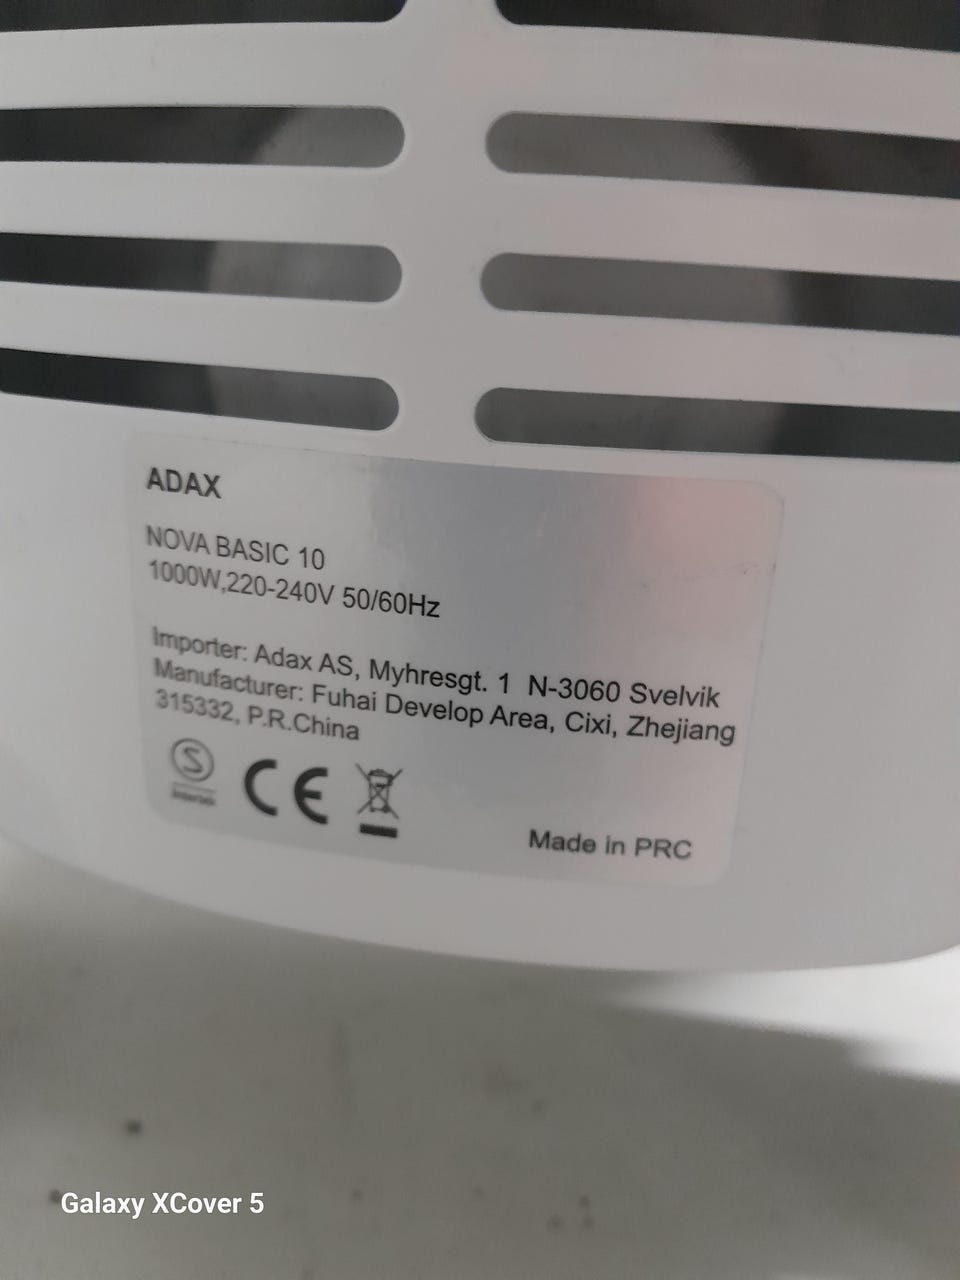 ADAX
NOVA BASIC 10
1000W,220-240V 50/60Hz
Importer: Adax AS, Myhresgt. 1 N-3060 Svelvik
Manufacturer: Fuhai Develop Area, Cixi, Zhejiang
315332, P.R.China
S
Intertek
CE
Made in PRC
Galaxy XCover 5